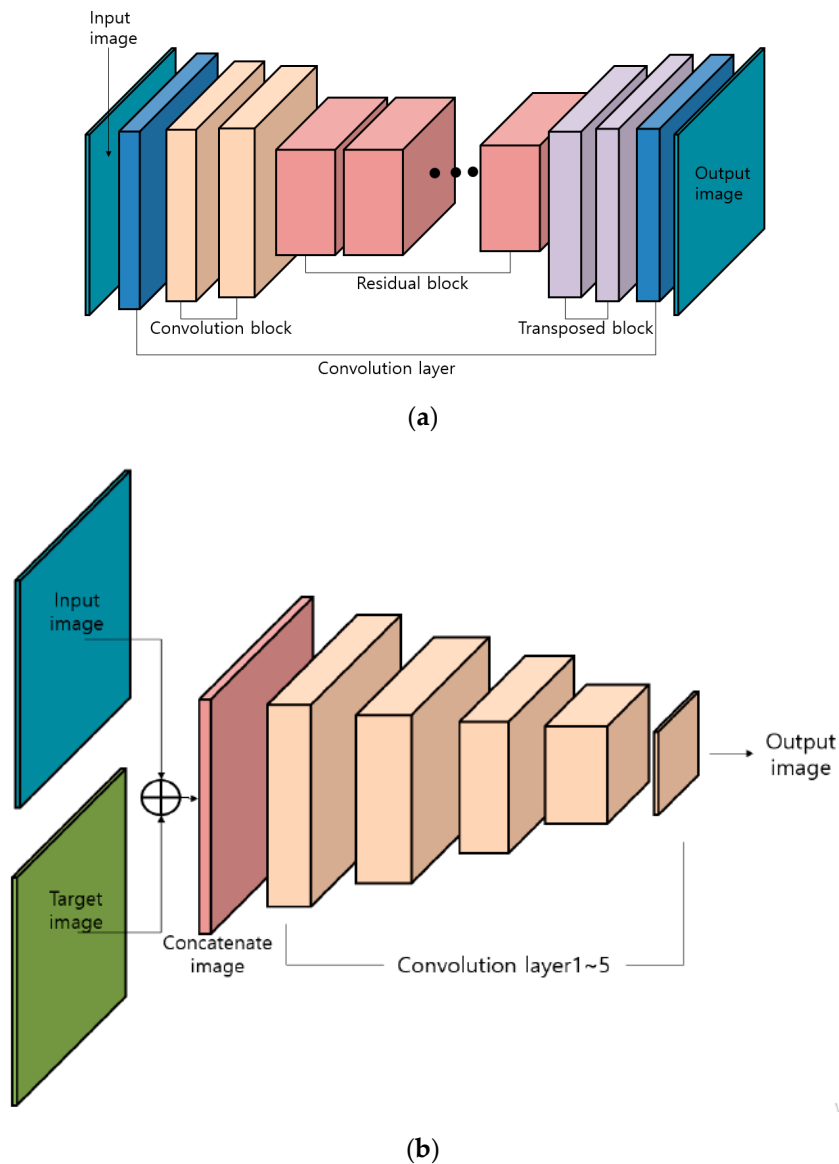 Input
image
Output
image
Residual block
Convolution block
Transposed block
Convolution layer
(a)
Input
image
Output
image
Target
image
Concatenate
image
Convolution layer1~5
(b)